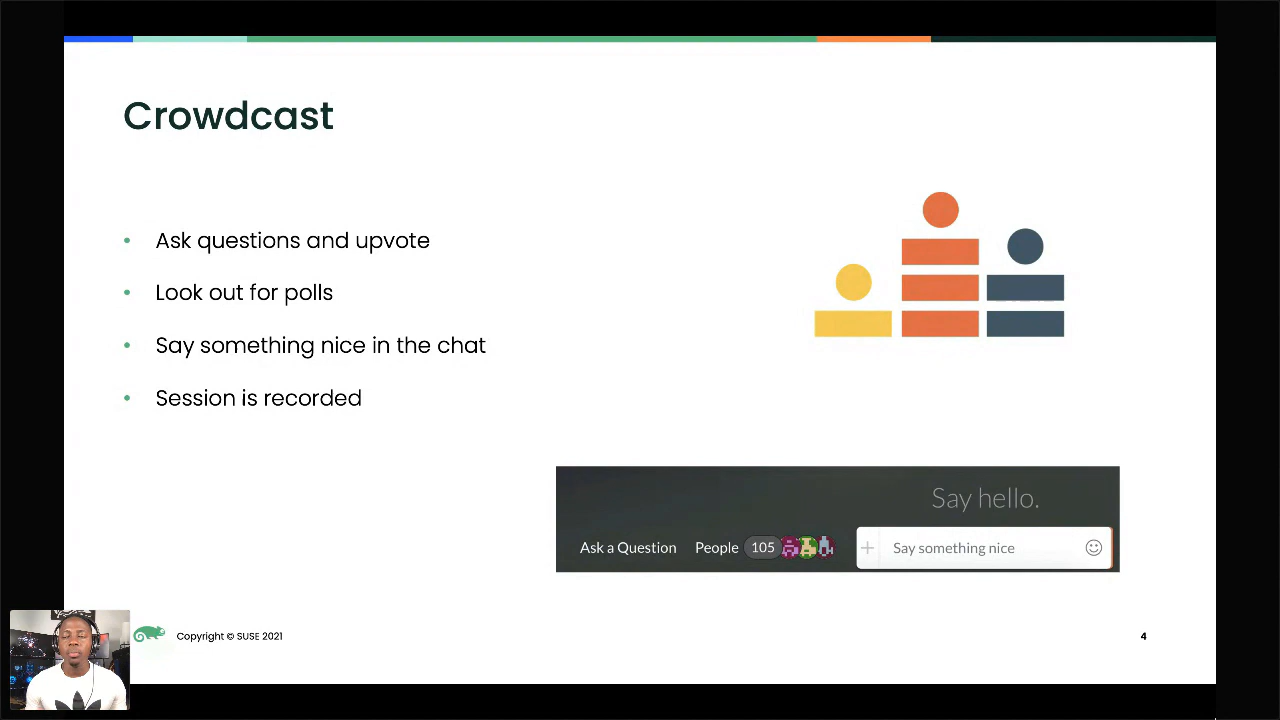 Crowdcast
• Ask questions and upvote
• Look out for polls
• Say something nice in the chat
• Session is recorded
Say hello.
Ask a Question People 105 + Say something nice
Copyright © SUSE 2021
4